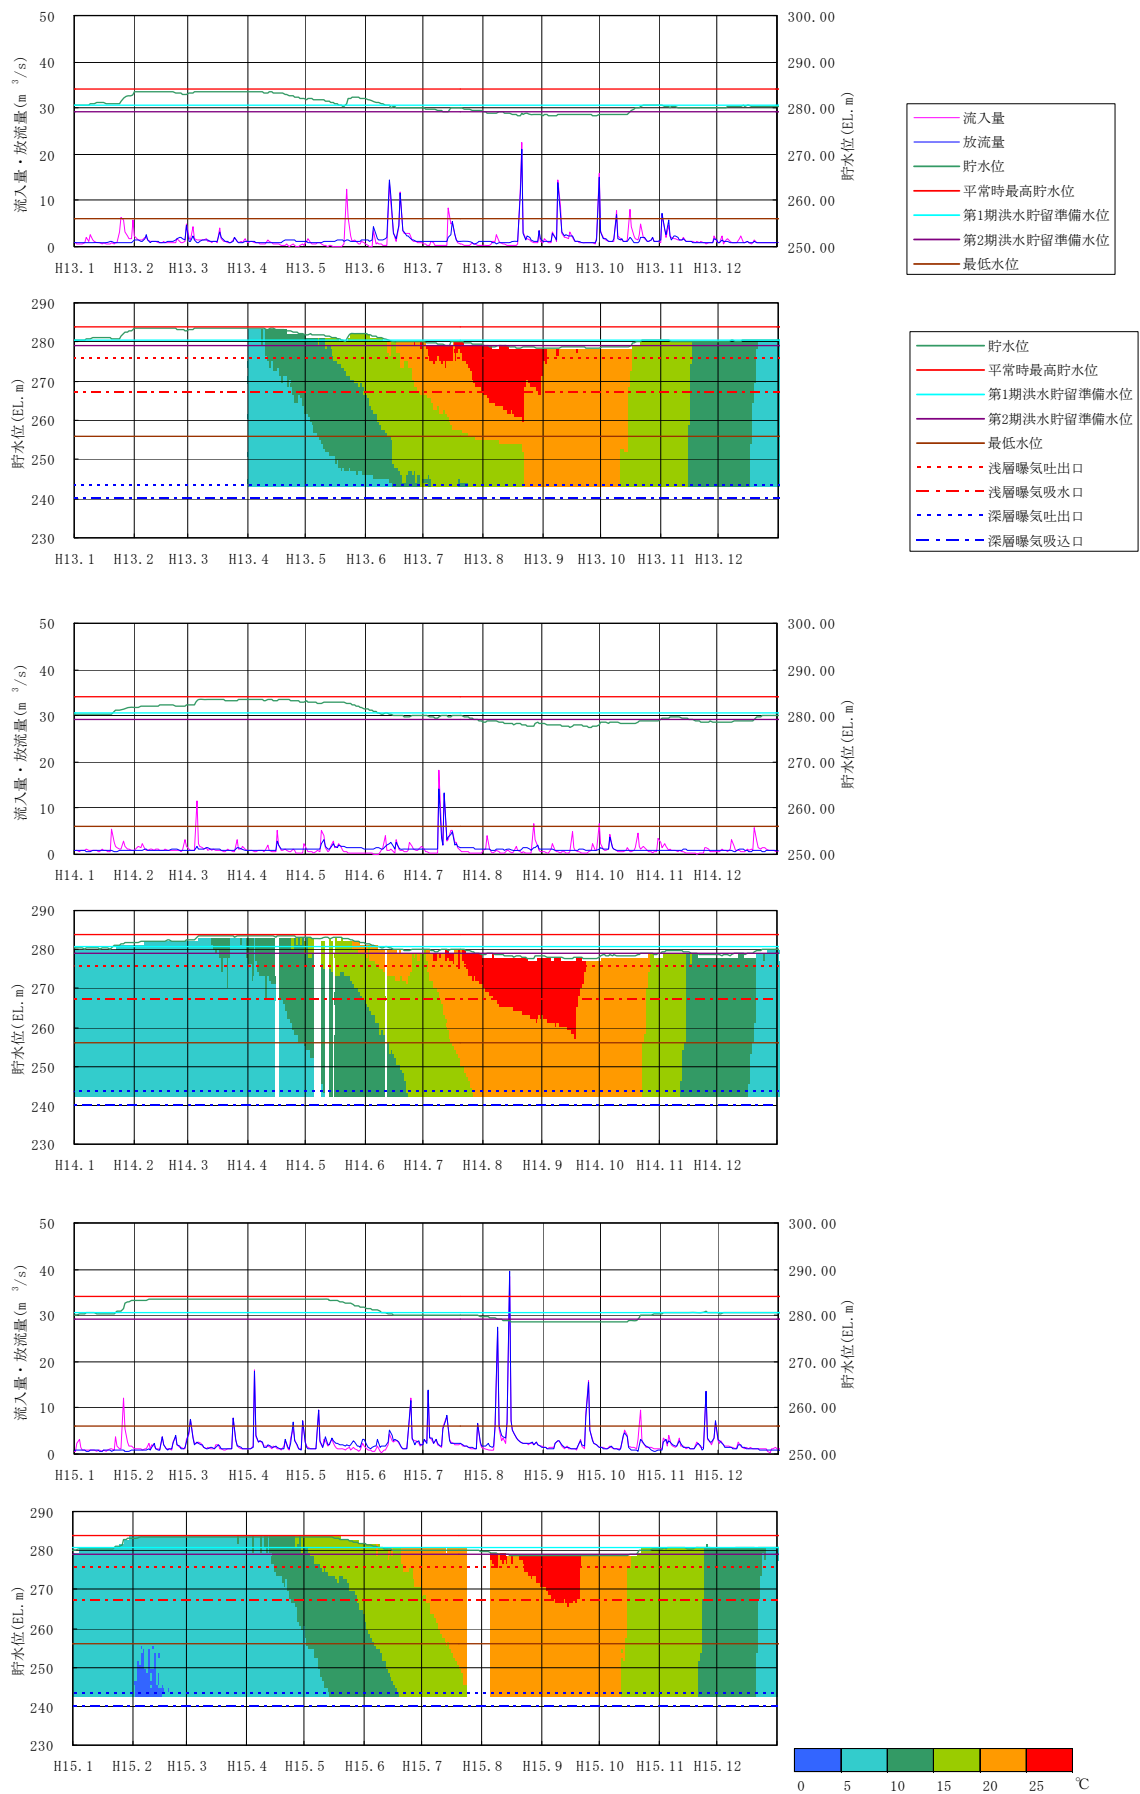 50
40
30
20
10
0
流入量・放流量(m 3/s)
300.00
290.00
280.00
270.00
260.00
250.00
貯水位(EL.m)
H13.1 H13.2 H13.3 H13.4 H13.5 H13.6 H13.7 H13.8 H13.9 H13.10 H13.11 H13.12
流入量
放流量
貯水位
平常時最高貯水位
第1期洪水貯留準備水位
第2期洪水貯留準備水位
最低水位
290
280
270
260
250
240
230
貯水位(EL.m)
H13.1 H13.2 H13.3 H13.4 H13.5 H13.6 H13.7 H13.8 H13.9 H13.10 H13.11 H13.12
貯水位
平常時最高貯水位
第1期洪水貯留準備水位
第2期洪水貯留準備水位
最低水位
浅層曝気吐出口
浅層曝気吸水口
深層曝気吐出口
深層曝気吸込口
50
40
30
20
10
0
流入量・放流量(m 3/s)
300.00
290.00
280.00
270.00
260.00
250.00
貯水位(EL.m)
H14.1 H14.2 H14.3 H14.4 H14.5 H14.6 H14.7 H14.8 H14.9 H14.10 H14.11 H14.12
290
280
270
260
250
240
230
貯水位(EL.m)
H14.1 H14.2 H14.3 H14.4 H14.5 H14.6 H14.7 H14.8 H14.9 H14.10 H14.11 H14.12
50
40
30
20
10
0
流入量・放流量(m 3/s)
300.00
290.00
280.00
270.00
260.00
250.00
貯水位(EL.m)
H15.1 H15.2 H15.3 H15.4 H15.5 H15.6 H15.7 H15.8 H15.9 H15.10 H15.11 H15.12
290
280
270
260
250
240
230
貯水位(EL.m)
H15.1 H15.2 H15.3 H15.4 H15.5 H15.6 H15.7 H15.8 H15.9 H15.10 H15.11 H15.12
0 5 10 15 20 25 ℃